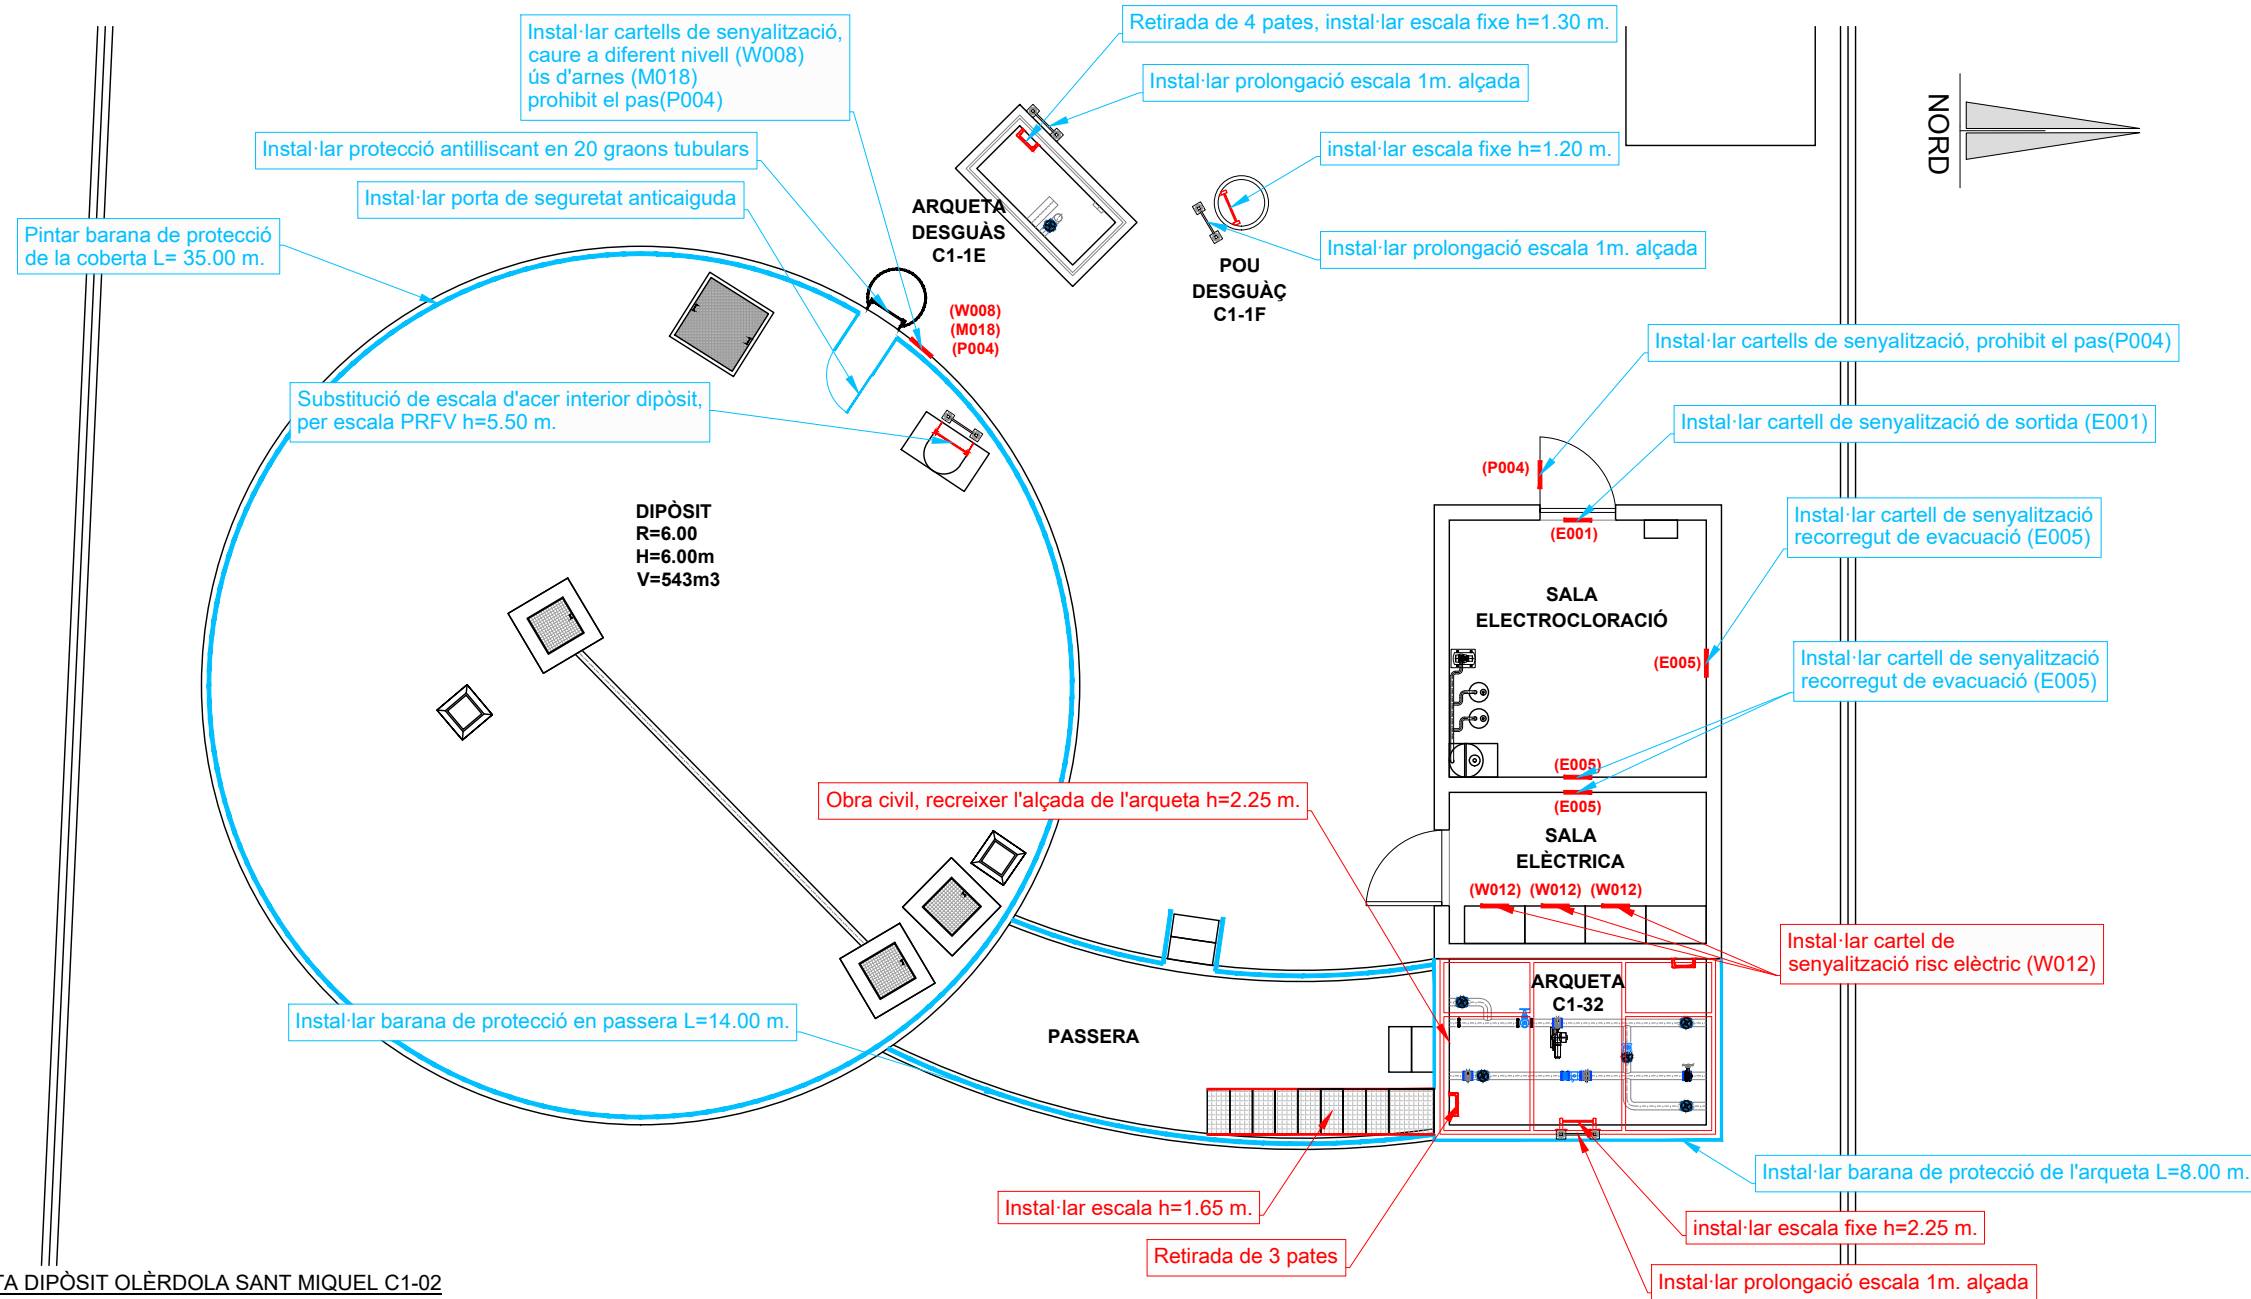 Instal·lar cartells de senyalització,
caure a diferent nivell (W008)
ús d'arnes (M018)
prohibit el pas(P004)
Retirada de 4 pates, instal·lar escala fixe h=1.30 m.
Instal·lar prolongació escala 1m. alçada
NORD
Instal·lar protecció antilliscant en 20 graons tubulars
instal·lar escala fixe h=1.20 m.
Instal·lar porta de seguretat anticaiguda
ARQUETA
DESGUÀS
C1-1E
Pintar barana de protecció
de la coberta L= 35.00 m.
Instal·lar prolongació escala 1m. alçada
POU
DESGUÀÇ
C1-1F
(W008)
(M018)
(P004)
Instal·lar cartells de senyalització, prohibit el pas(P004)
Substitució de escala d'acer interior dipòsit,
per escala PRFV h=5.50 m.
Instal·lar cartell de senyalització de sortida (E001)
(P004)
DIPÒSIT
R=6.00
H=6.00m
V=543m3
(E001)
Instal·lar cartell de senyalització
recorregut de evacuació (E005)
SALA
ELECTROCLORACIÓ
(E005)
Instal·lar cartell de senyalització
recorregut de evacuació (E005)
(E005)
Obra civil, recreixer l'alçada de l'arqueta h=2.25 m.
(E005)
SALA
ELÈCTRICA
(W012) (W012) (W012)
Instal·lar cartel de
senyalització risc elèctric (W012)
ARQUETA
C1-32
Instal·lar barana de protecció en passera L=14.00 m.
PASSERA
Instal·lar barana de protecció de l'arqueta L=8.00 m.
Instal·lar escala h=1.65 m.
instal·lar escala fixe h=2.25 m.
Retirada de 3 pates
Instal·lar prolongació escala 1m. alçada
TA DIPÒSIT OLÈRDOLA SANT MIQUEL C1-02